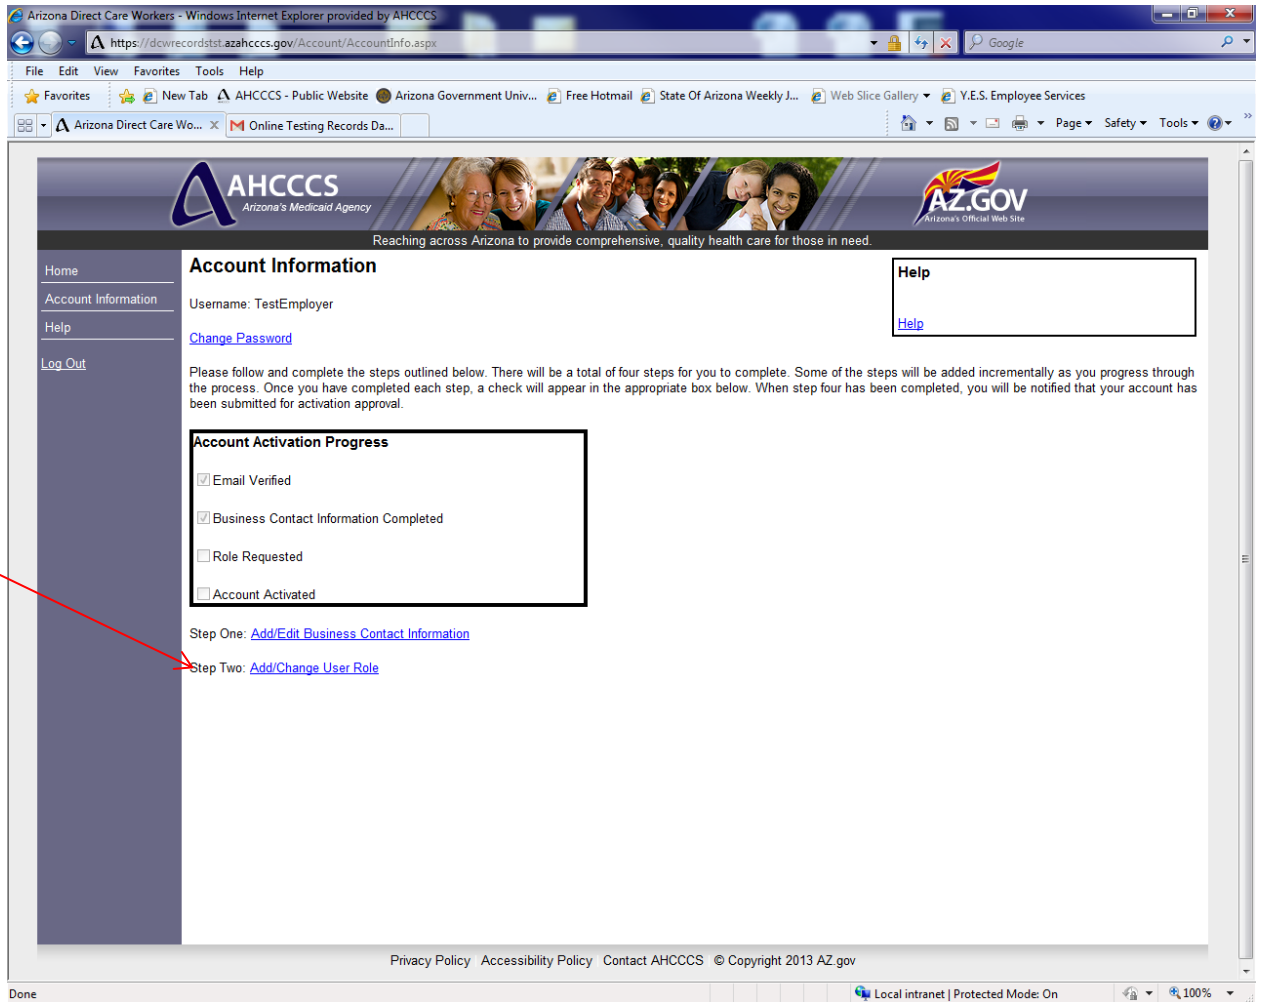 Arizona Direct Care Workers - Windows Internet Explorer provided by AHCCCS
https://dcwrecordstst.azahcccs.gov/Account/AccountInfo.aspx
Google
File Edit View Favorites Tools Help
Favorites New Tab AHCCCS - Public Website Arizona Government Univ... Free Hotmail State Of Arizona Weekly J... Web Slice Gallery Y.E.S. Employee Services
Arizona Direct Care Wo... X Online Testing Records Da... Page Safety Tools
AHCCCS
Arizona's Medicaid Agency
AZ.GOV
Arizona's Official Web Site
Reaching across Arizona to provide comprehensive, quality health care for those in need.
Home
Account Information
Help
Log Out
Account Information
Username: TestEmployer
Change Password
Help
Help
Please follow and complete the steps outlined below. There will be a total of four steps for you to complete. Some of the steps will be added incrementally as you progress through
the process. Once you have completed each step, a check will appear in the appropriate box below. When step four has been completed, you will be notified that your account has
been submitted for activation approval.
Account Activation Progress
Email Verified
Business Contact Information Completed
Role Requested
Account Activated
Step One: Add/Edit Business Contact Information
Step Two: Add/Change User Role
Privacy Policy Accessibility Policy Contact AHCCCS © Copyright 2013 AZ.gov
Done Local intranet | Protected Mode: On 100%